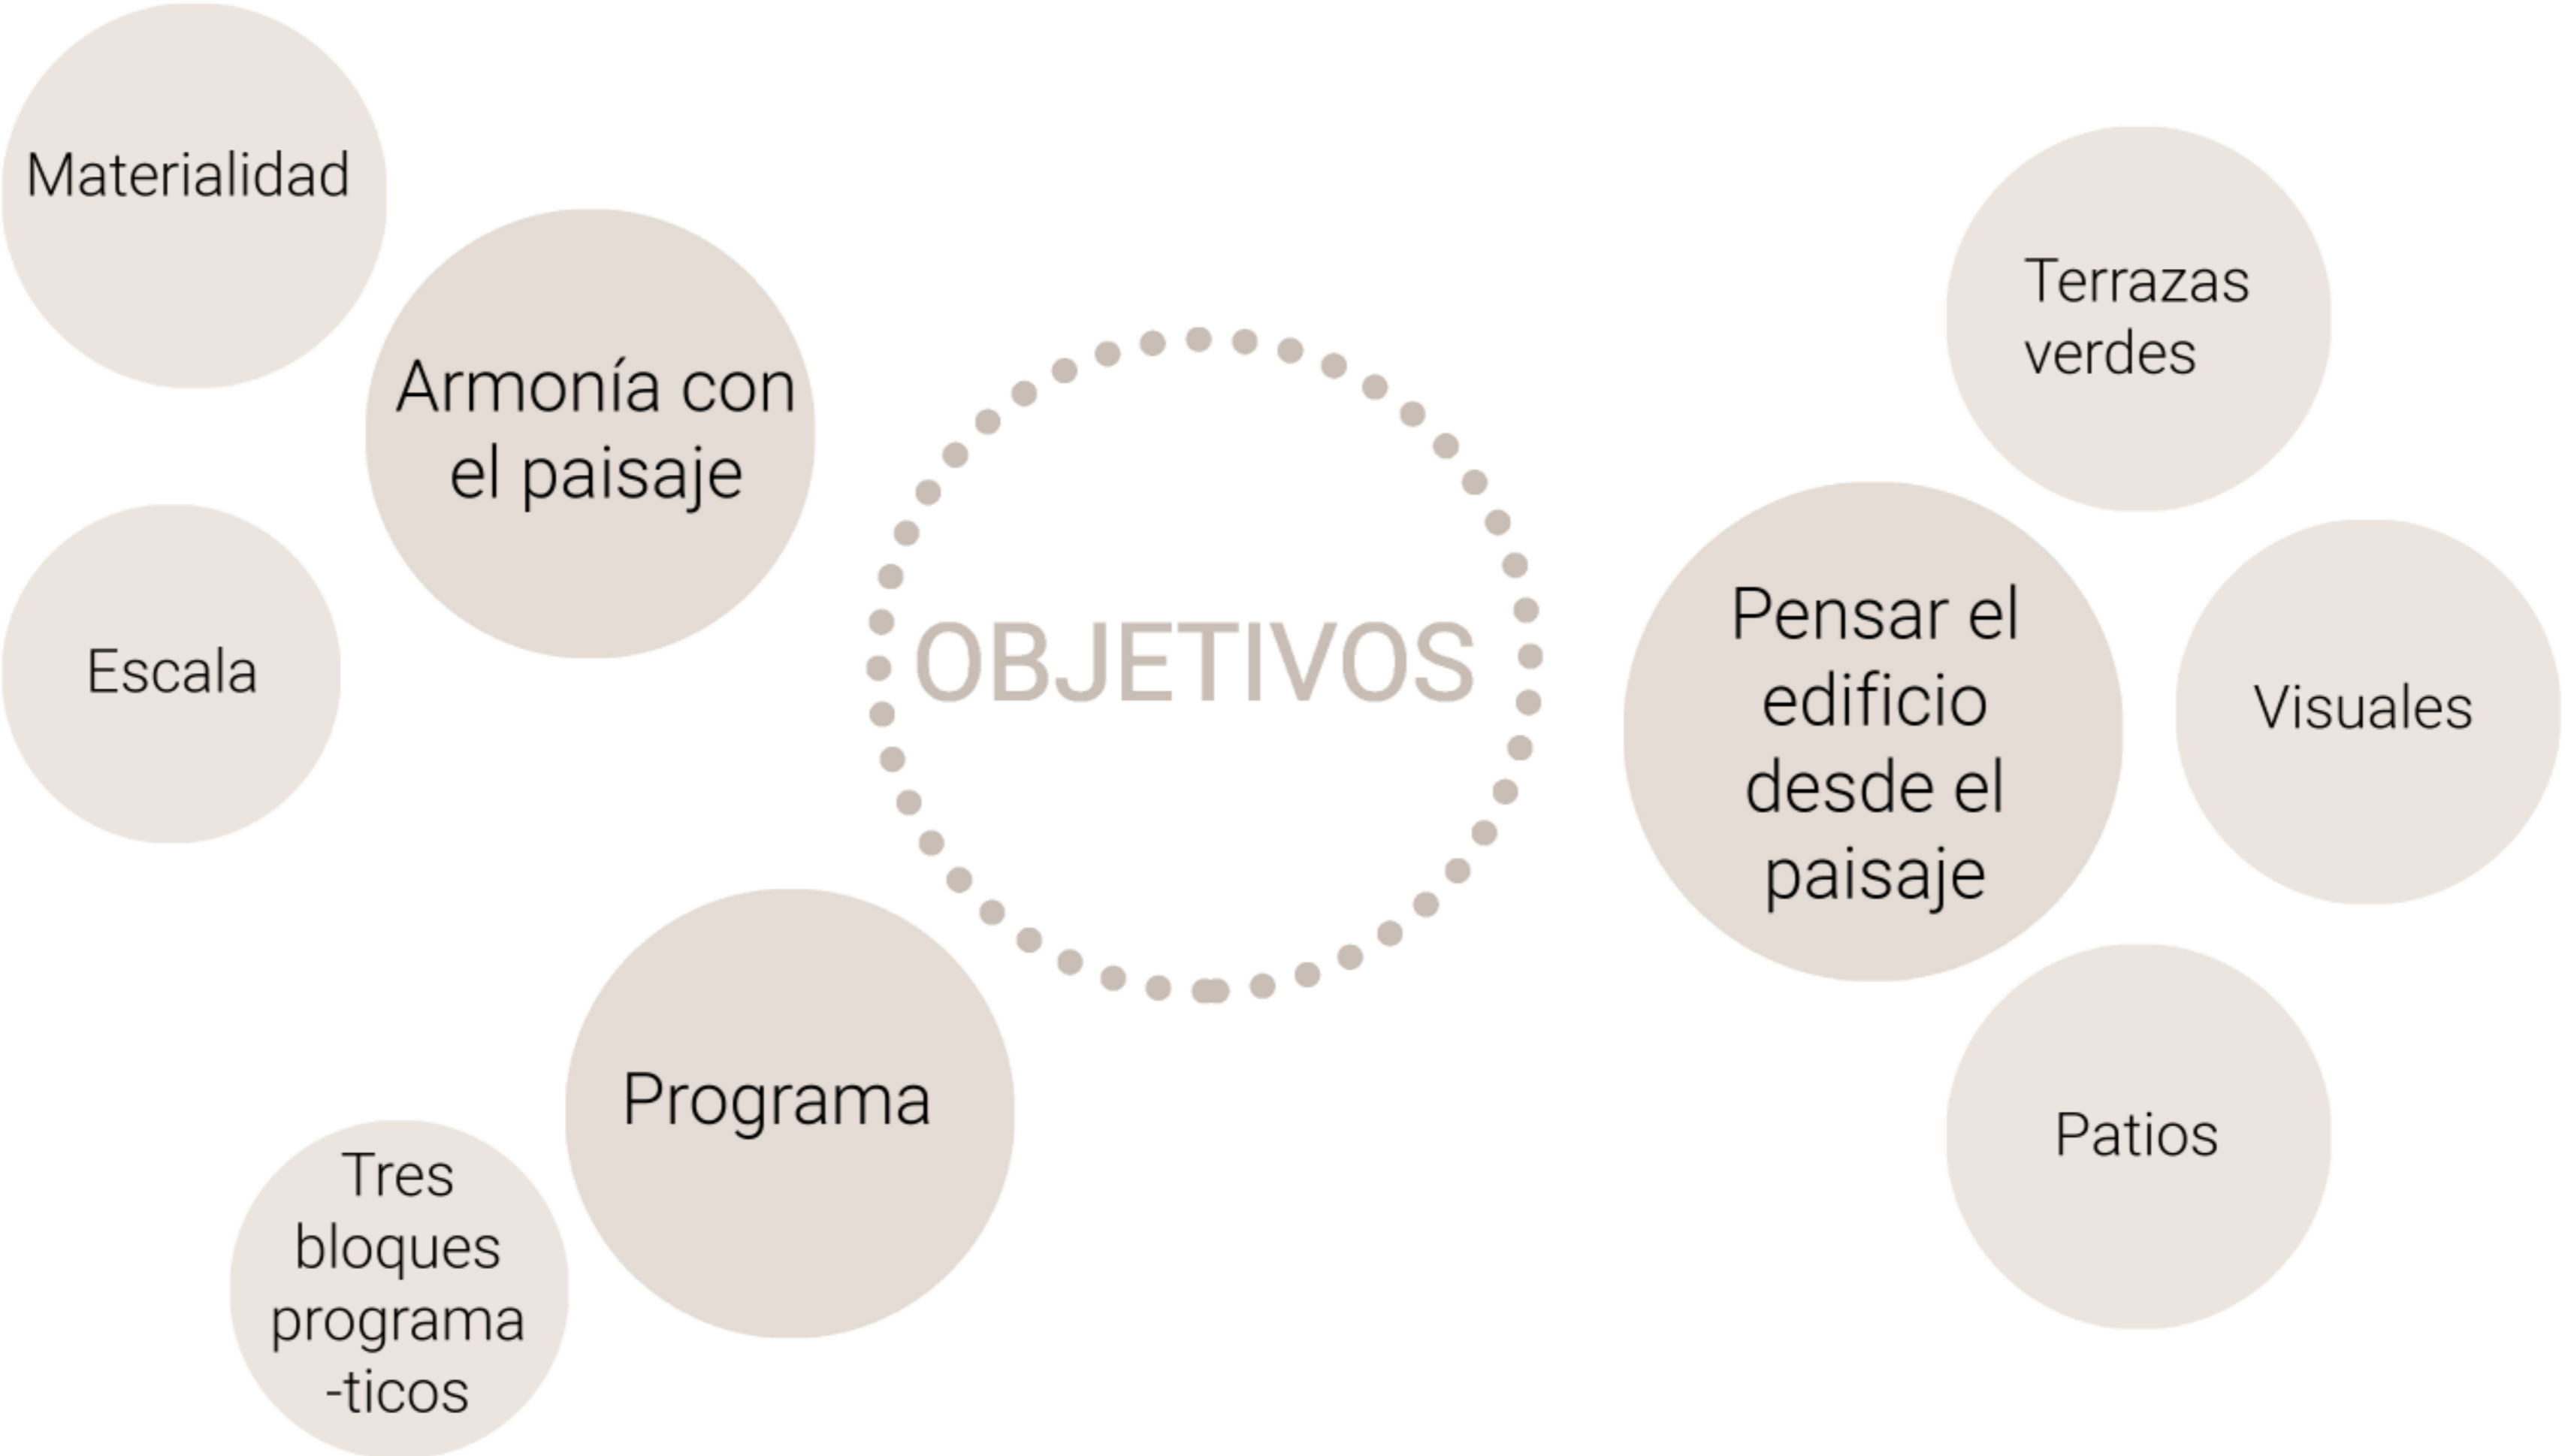 Materialidad
Armonía con
el paisaje
Escala
OBJETIVOS
Programa
Tres
bloques
programa
-ticos
Terrazas
verdes
Pensar el
edificio
desde el
paisaje
Visuales
Patios